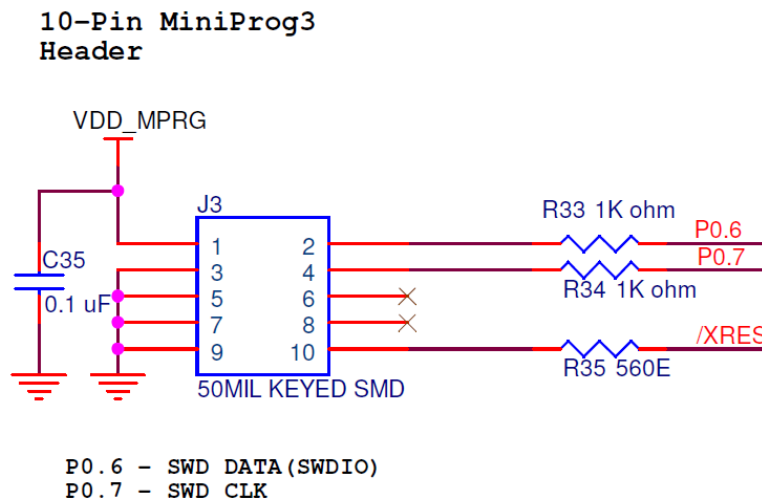 10-Pin MiniProg3
Header
VDD_MPRG
J3
R33 1K ohm
P0.6
1 2
P0.7
C35
3 4
R34 1K ohm
0.1 uF
5 6
7 8
/XRES
9 10
R35 560E
50MIL KEYED SMD
P0.6 - SWD DATA(SWDIO)
P0.7 - SWD CLK